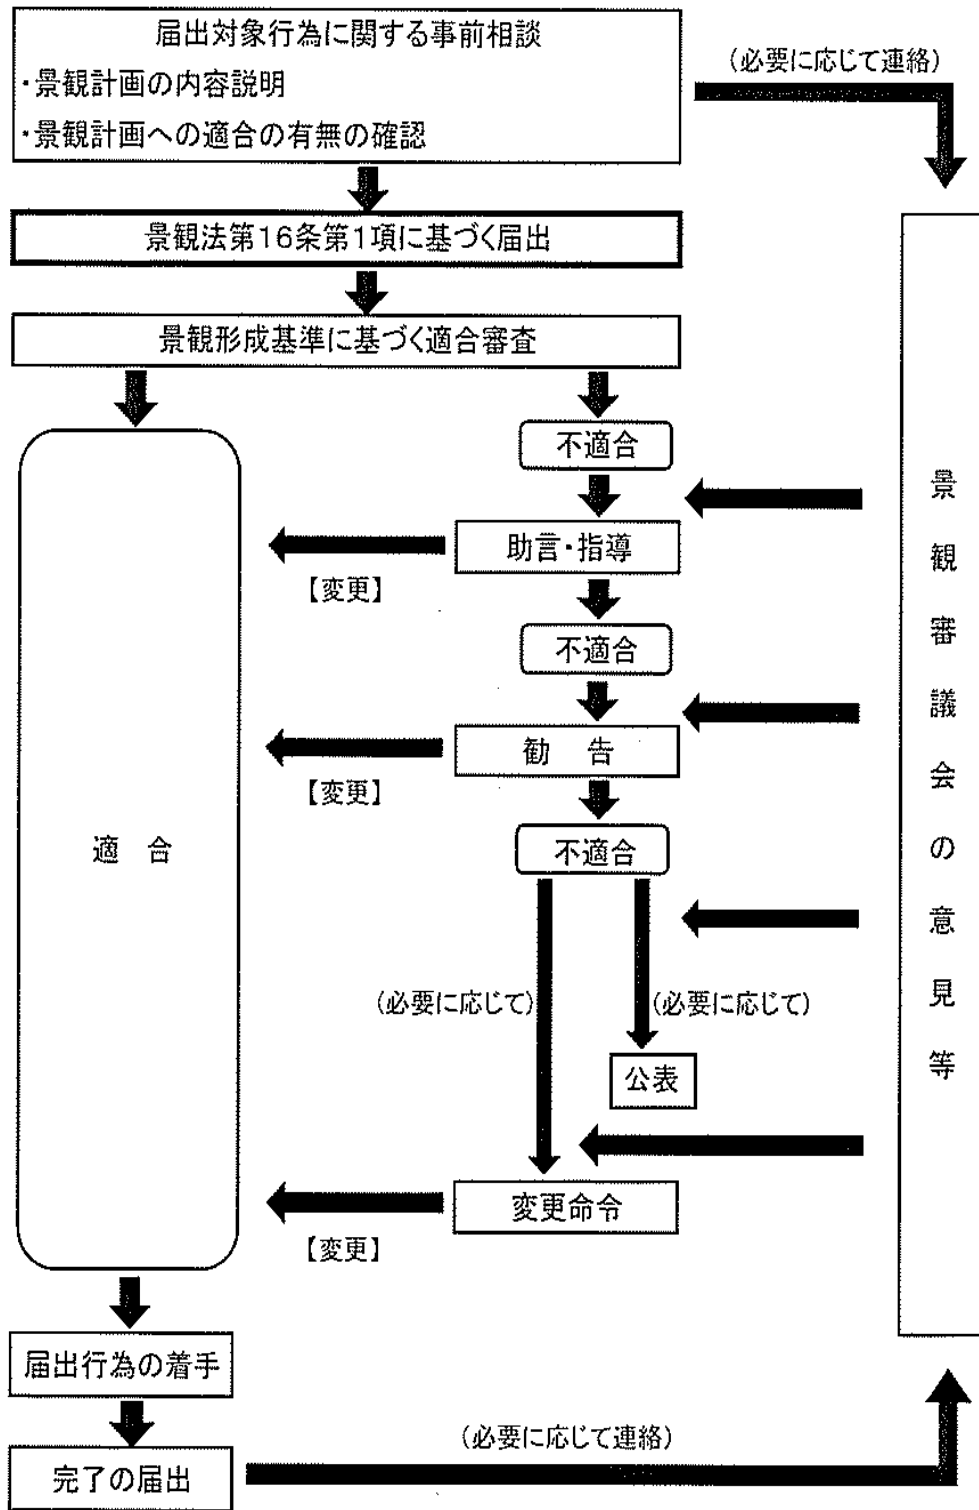 届出対象行為に関する事前相談
・景観計画の内容説明
・景観計画への適合の有無の確認
(必要に応じて連絡)
景観法第16条第1項に基づく届出
景観形成基準に基づく適合審査
不適合
助言・指導
【変更】
不適合
勧 告
【変更】
不適合
適 合
(必要に応じて)
(必要に応じて)
公表
変更命令
【変更】
景観審議会の意見等
届出行為の着手
(必要に応じて連絡)
完了の届出